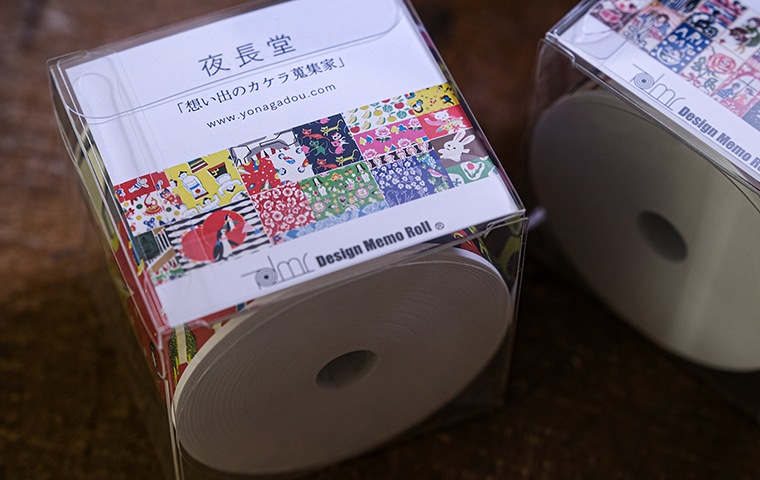 夜長堂
「想い出のカケラ蒐集家」
www.yonagadou.com
dmr Design Memo Roll ®
dmr Design Memo Roll